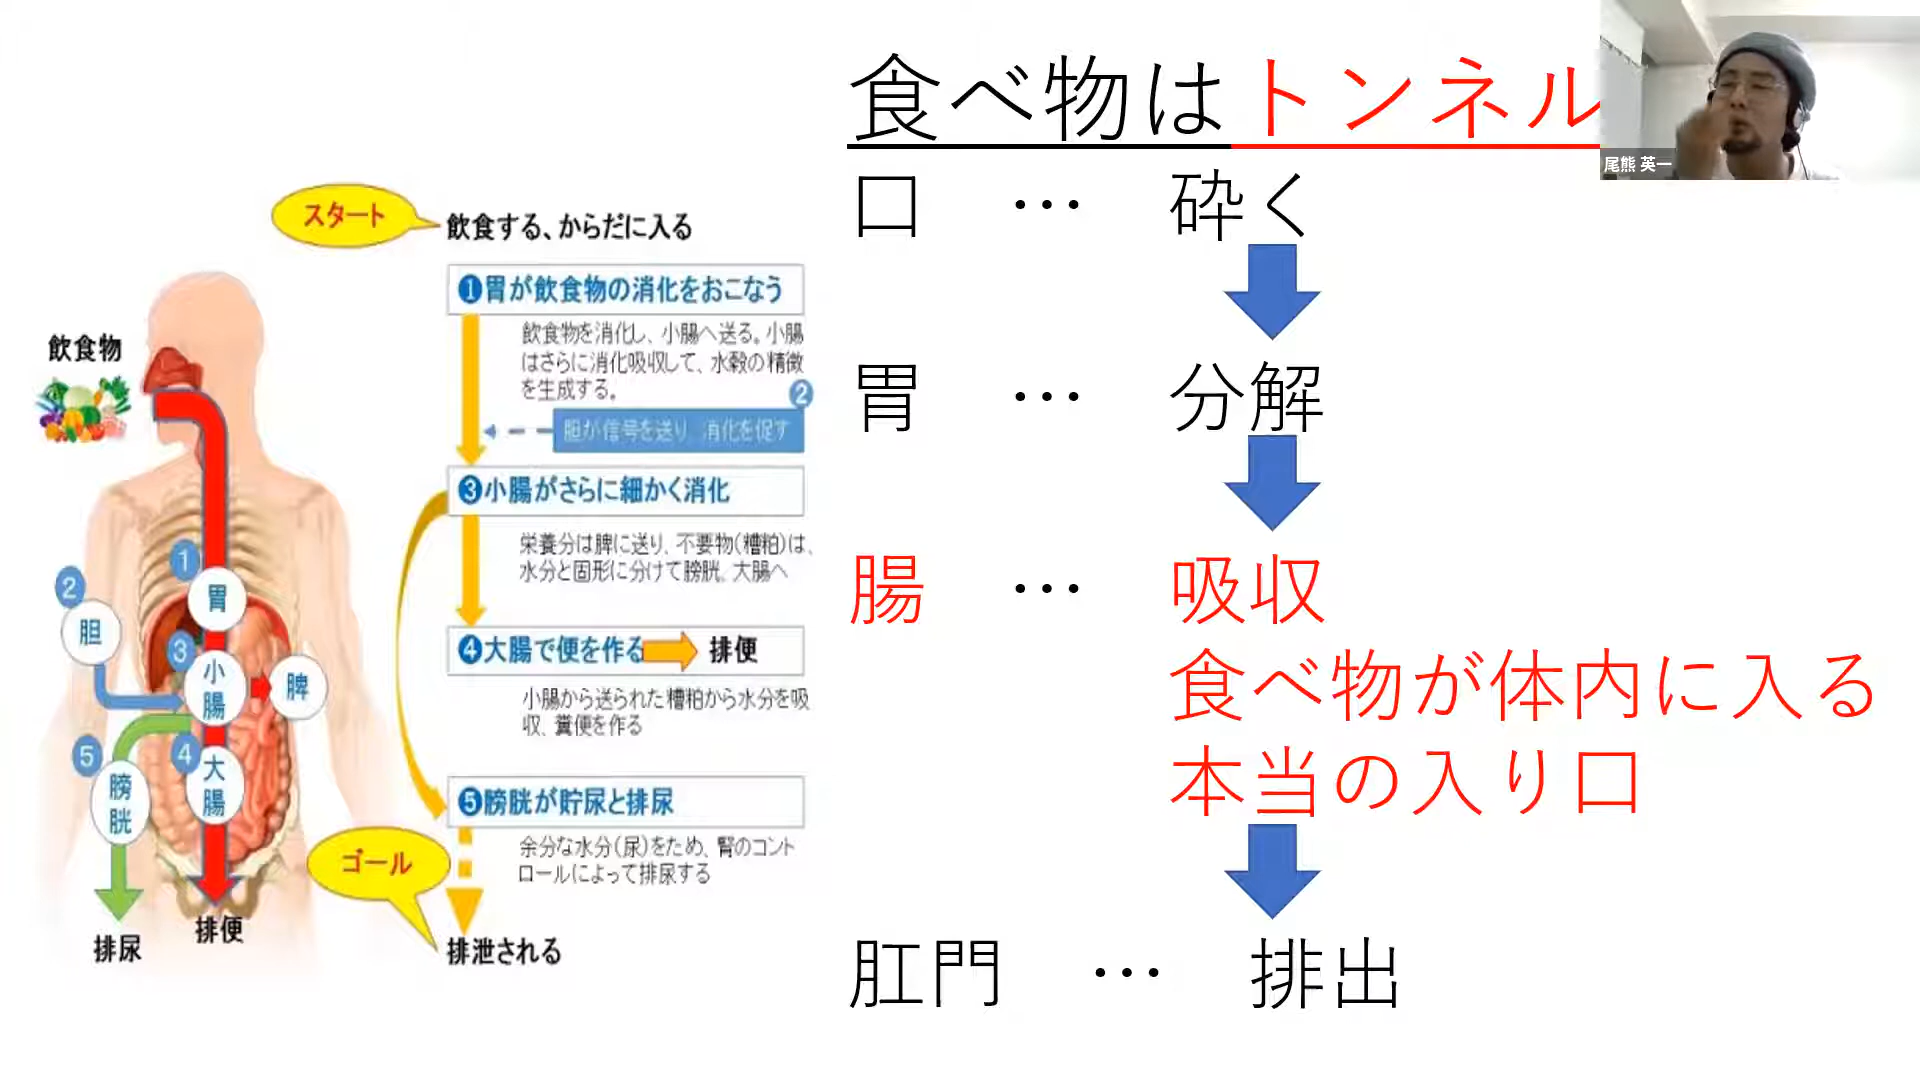 食べ物はトンネル
尾熊 英一
口 … 砕く
胃 … 分解
腸 … 吸収
食べ物が体内に入る
本当の入り口
肛門 … 排出
スタート
飲食する、からだに入る
❶胃が飲食物の消化をおこなう
飲食物を消化し、小腸へ送る。小腸
はさらに消化吸収して、水穀の精微
を生成する。
2
胆が信号を送り、消化を促す
❸小腸がさらに細かく消化
栄養分は脾に送り、不要物(糟粕)は、
水分と固形に分けて膀胱、大腸へ
❹大腸で便を作る 排便
小腸から送られた糟粕から水分を吸
収、糞便を作る
❺膀胱が貯尿と排尿
余分な水分(尿)をため、腎のコント
ロールによって排尿する
ゴール
排泄される
飲食物
1
胃
2
胆
3
小腸
脾
4
大腸
5
膀胱
排尿
排便